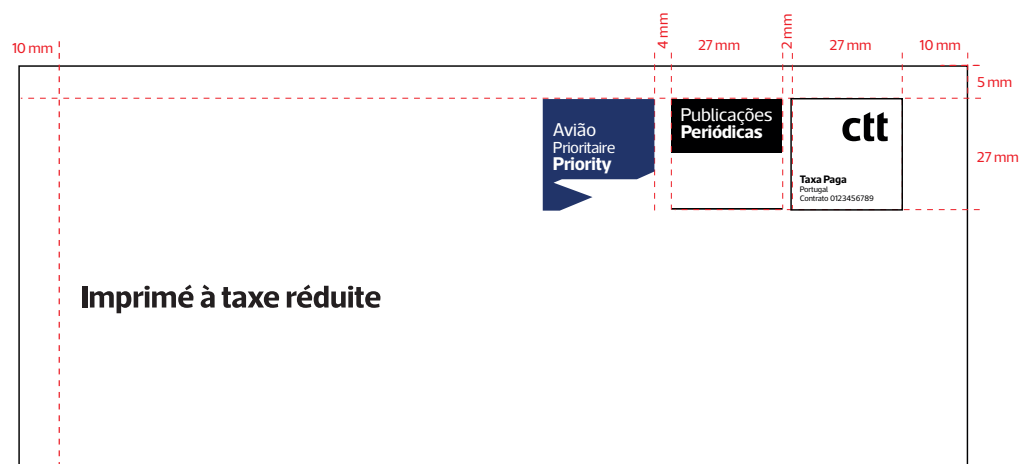 10 mm
4 mm
27 mm
2 mm
27 mm
10 mm
5 mm
27 mm
Avião
Prioritaire
Priority
Publicações
Periódicas
ctt
Taxa Paga
Portugal
Contrato 0123456789
Imprimé à taxe réduite